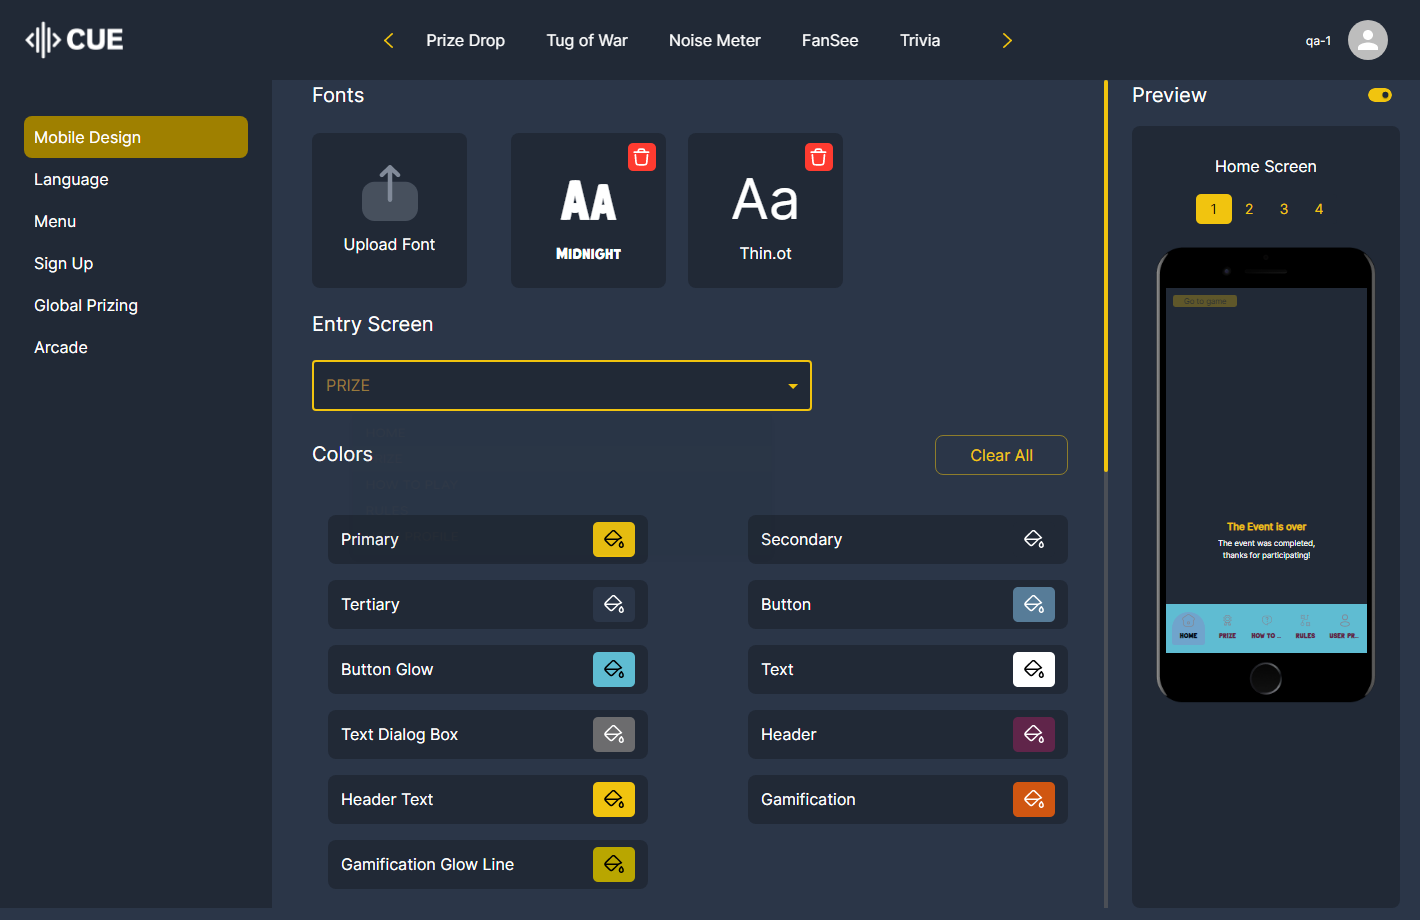 CUE
Prize Drop
Tug of War
Noise Meter
FanSee
Trivia
qa-1
Mobile Design
Language
Menu
Sign Up
Global Prizing
Arcade
Fonts
Upload Font
AA
MIDNIGHT
Aa
Thin.ot
Entry Screen
PRIZE
Colors
Clear All
Primary
Secondary
Tertiary
Button
Button Glow
Text
Text Dialog Box
Header
Header Text
Gamification
Gamification Glow Line
Preview
Home Screen
1 2 3 4
Go to game
The Event is over
The event was completed,
thanks for participating!
HOME PRIZE HOW TO ... RULES USER PR...